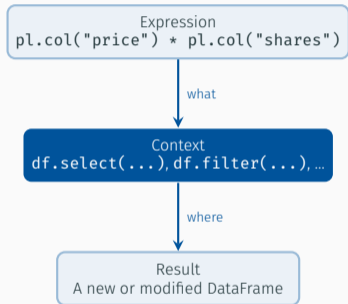 Expression
pl.col("price") * pl.col("shares")
what
Context
df.select(...), df.filter(...), …
where
Result
A new or modified DataFrame